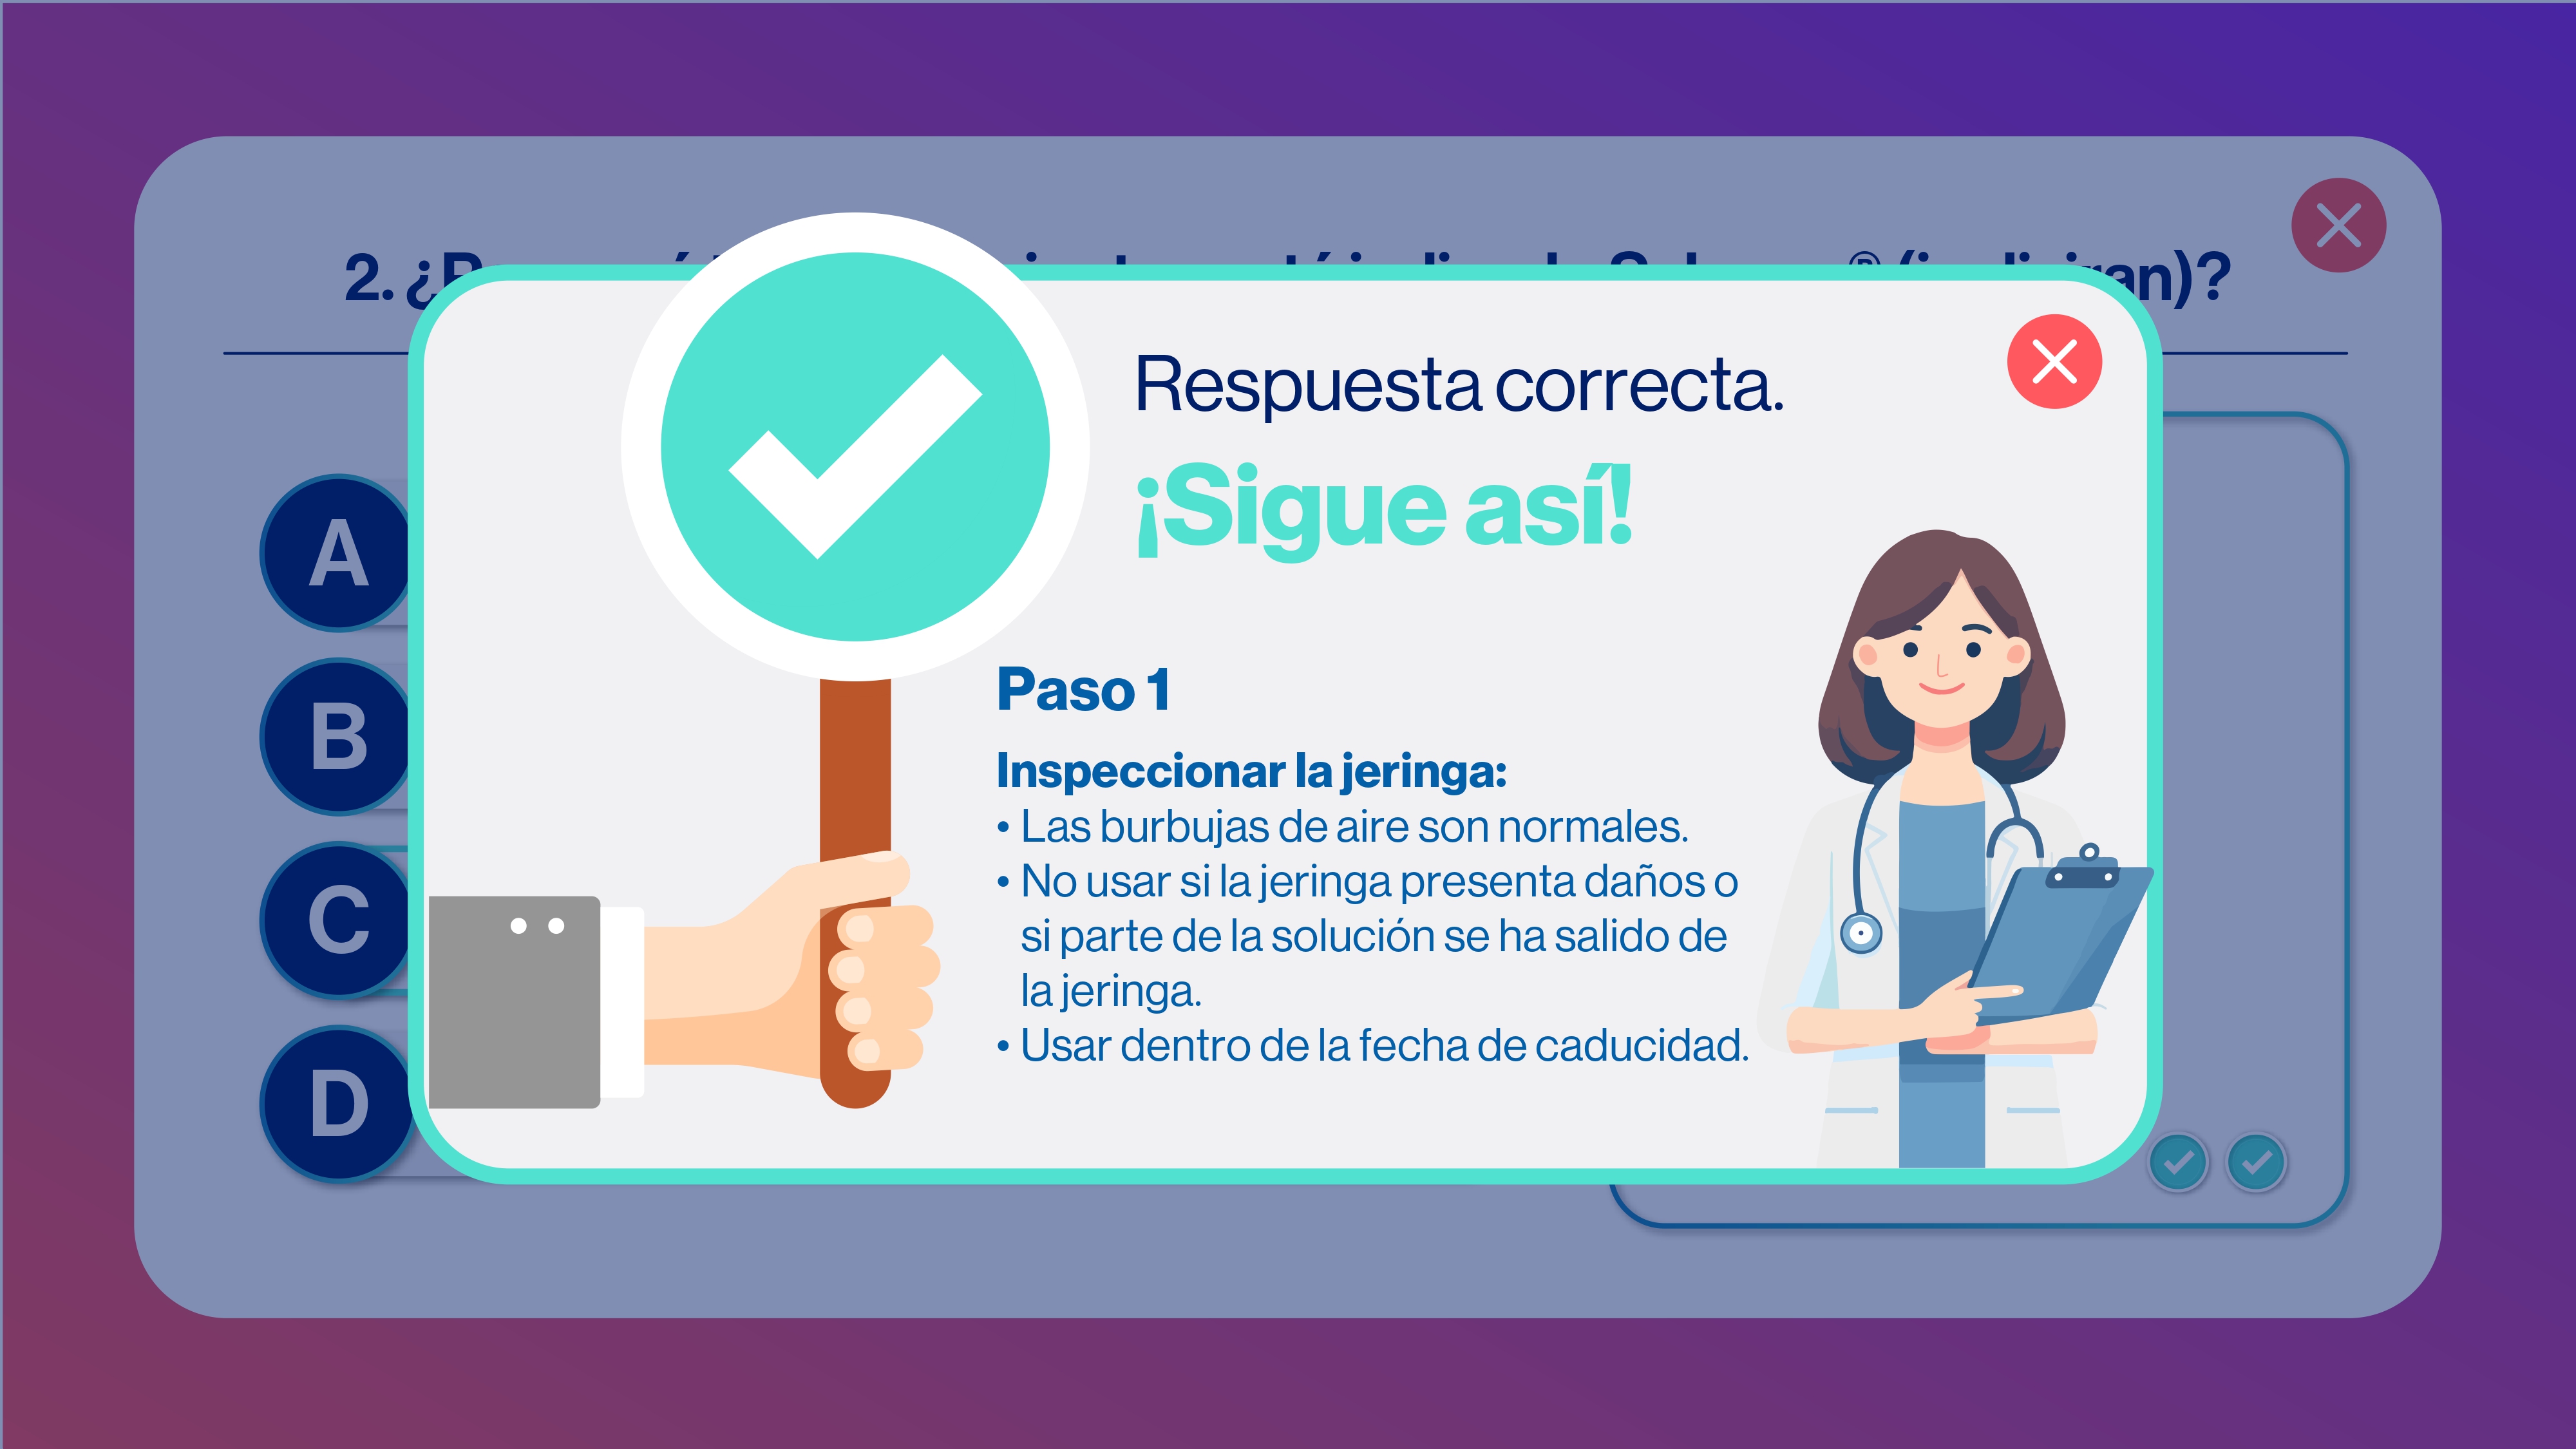 2. ¿ ® an)?
Respuesta correcta.
¡Sigue así!
A
B
C
D
Paso 1
Inspeccionar la jeringa:
• Las burbujas de aire son normales.
• No usar si la jeringa presenta daños o
si parte de la solución se ha salido de
la jeringa.
• Usar dentro de la fecha de caducidad.